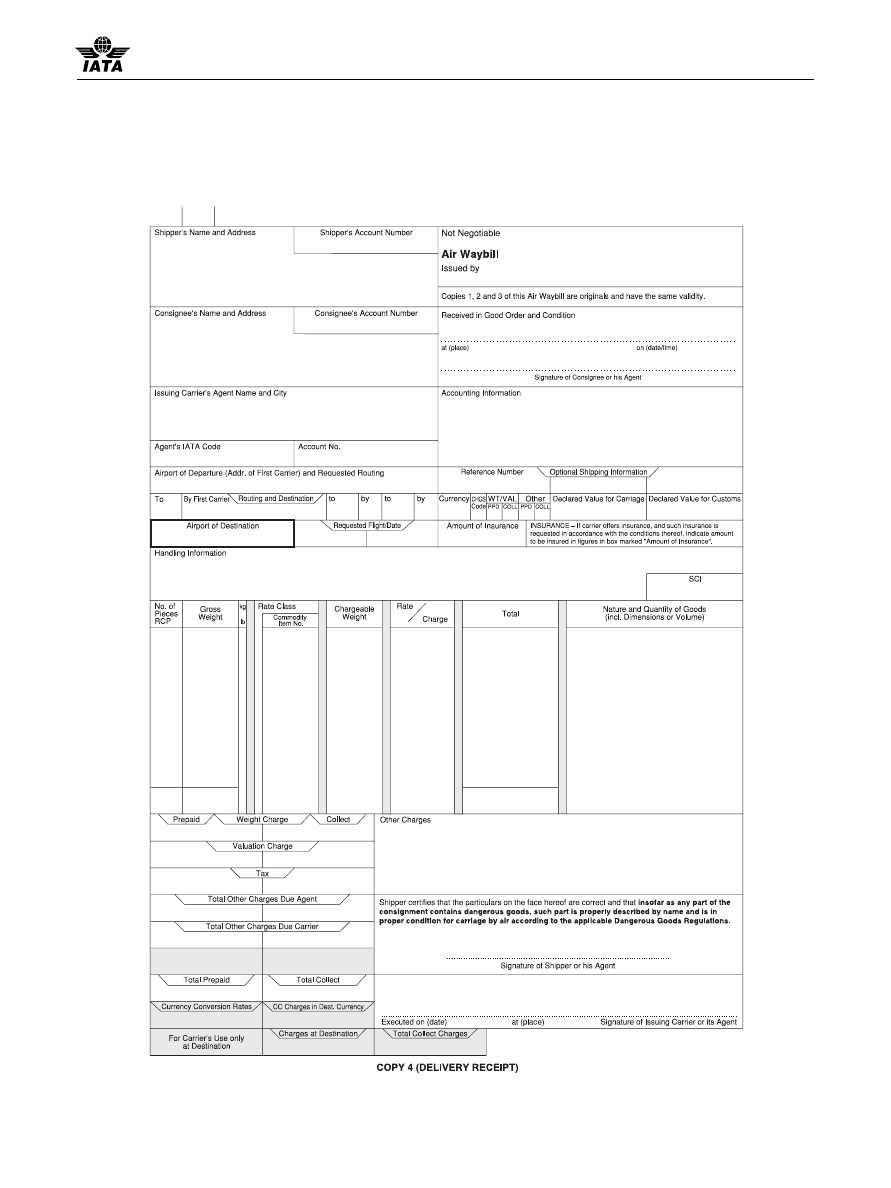 IATA
Shipper's Name and Address
Shipper's Account Number
Not Negotiable
Air Waybill
Issued by
Copies 1, 2 and 3 of this Air Waybill are originals and have the same validity.
Consignee's Name and Address
Consignee's Account Number
Received in Good Order and Condition
at (place)
on (date/time)
Signature of Consignee or his Agent
Issuing Carrier's Agent Name and City
Accounting Information
Agent's IATA Code
Account No.
Airport of Departure (Addr. of First Carrier) and Requested Routing
Reference Number
Optional Shipping Information
To
By First Carrier
Routing and Destination
to
by
to
by
Currency
CHGS
Code
WT/VAL
PPD
COLL
Other
PPD
COLL
Declared Value for Carriage
Declared Value for Customs
Airport of Destination
Requested Flight/Date
Amount of Insurance
INSURANCE – If carrier offers insurance, and such insurance is
requested in accordance with the conditions thereof, indicate amount
to be insured in figures in box marked "Amount of Insurance".
Handling Information
SCI
No. of
Pieces
RCP
Gross
Weight
kg
lb
Rate Class
Commodity
Item No.
Chargeable
Weight
Rate
Charge
Total
Nature and Quantity of Goods
(incl. Dimensions or Volume)
Prepaid
Weight Charge
Collect
Other Charges
Valuation Charge
Tax
Total Other Charges Due Agent
Shipper certifies that the particulars on the face hereof are correct and that insofar as any part of the
consignment contains dangerous goods, such part is properly described by name and is in
proper condition for carriage by air according to the applicable Dangerous Goods Regulations.
Total Other Charges Due Carrier
Signature of Shipper or his Agent
Total Prepaid
Total Collect
Currency Conversion Rates
CC Charges in Dest. Currency
Executed on (date)
at (place)
Signature of Issuing Carrier or its Agent
For Carrier's Use only
at Destination
Charges at Destination
Total Collect Charges
COPY 4 (DELIVERY RECEIPT)